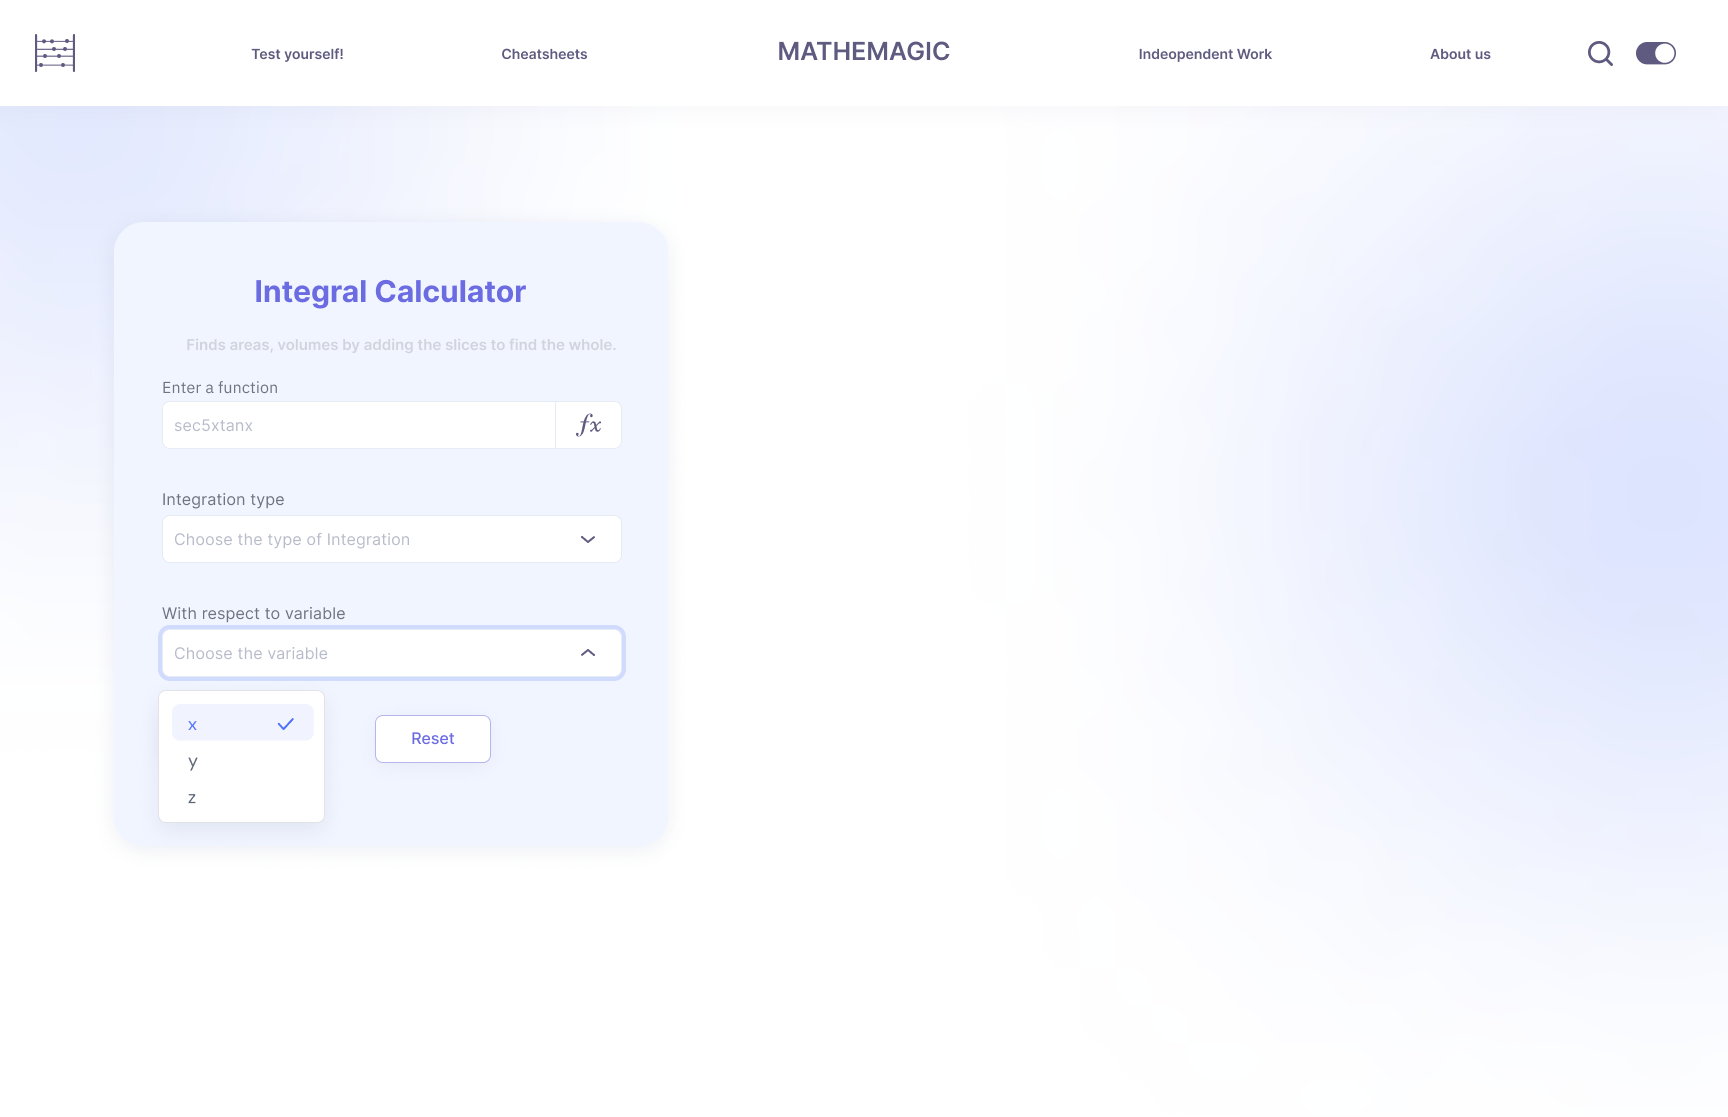 Test yourself!
Cheatsheets
MATHEMAGIC
Indeopendent Work
About us
Integral Calculator
Finds areas, volumes by adding the slices to find the whole.
Enter a function
sec5xtanx
fx
Integration type
Choose the type of Integration
With respect to variable
Choose the variable
x
y
z
Reset